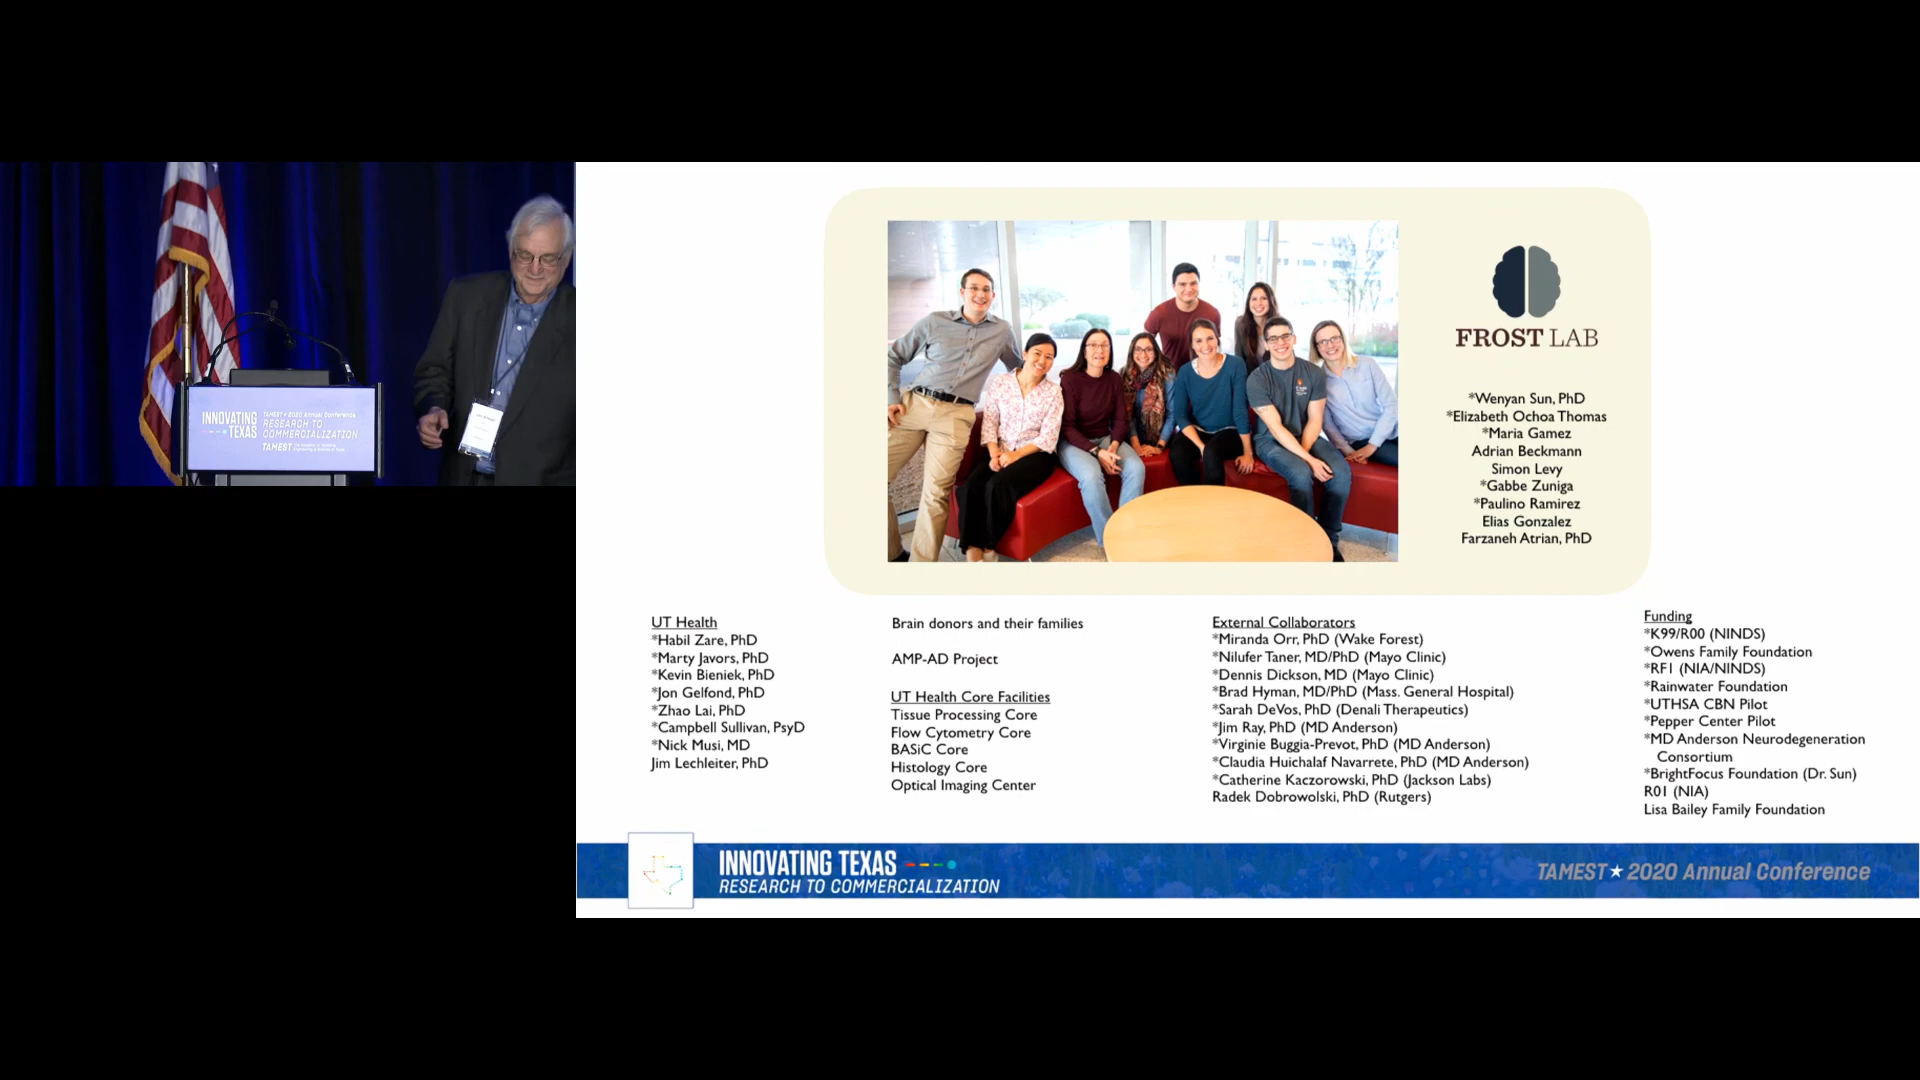 INNOVATING
TEXAS
TAMEST 2020 Annual Conference
RESEARCH TO
COMMERCIALIZATION
TAMEST
FROST LAB
*Wenyan Sun, PhD
*Elizabeth Ochoa Thomas
*Maria Gamez
Adrian Beckmann
Simon Levy
*Gabbe Zuniga
*Paulino Ramirez
Elias Gonzalez
Farzaneh Atrian, PhD
UT Health
*Habil Zare, PhD
*Marty Javors, PhD
*Kevin Bieniek, PhD
*Jon Gelfond, PhD
*Zhao Lai, PhD
*Campbell Sullivan, PsyD
*Nick Musi, MD
Jim Lechleiter, PhD
Brain donors and their families
AMP-AD Project
UT Health Core Facilities
Tissue Processing Core
Flow Cytometry Core
BASiC Core
Histology Core
Optical Imaging Center
External Collaborators
*Miranda Orr, PhD (Wake Forest)
*Nilufer Taner, MD/PhD (Mayo Clinic)
*Dennis Dickson, MD (Mayo Clinic)
*Brad Hyman, MD/PhD (Mass. General Hospital)
*Sarah DeVos, PhD (Denali Therapeutics)
*Jim Ray, PhD (MD Anderson)
*Virginie Buggia-Prevot, PhD (MD Anderson)
*Claudia Huichalaf Navarrete, PhD (MD Anderson)
*Catherine Kaczorowski, PhD (Jackson Labs)
Radek Dobrowolski, PhD (Rutgers)
Funding
*K99/R00 (NINDS)
*Owens Family Foundation
*RF1 (NIA/NINDS)
*Rainwater Foundation
*UTHSA CBN Pilot
*Pepper Center Pilot
*MD Anderson Neurodegeneration
Consortium
*BrightFocus Foundation (Dr. Sun)
R01 (NIA)
Lisa Bailey Family Foundation
INNOVATING TEXAS
RESEARCH TO COMMERCIALIZATION
TAMEST★2020 Annual Conference